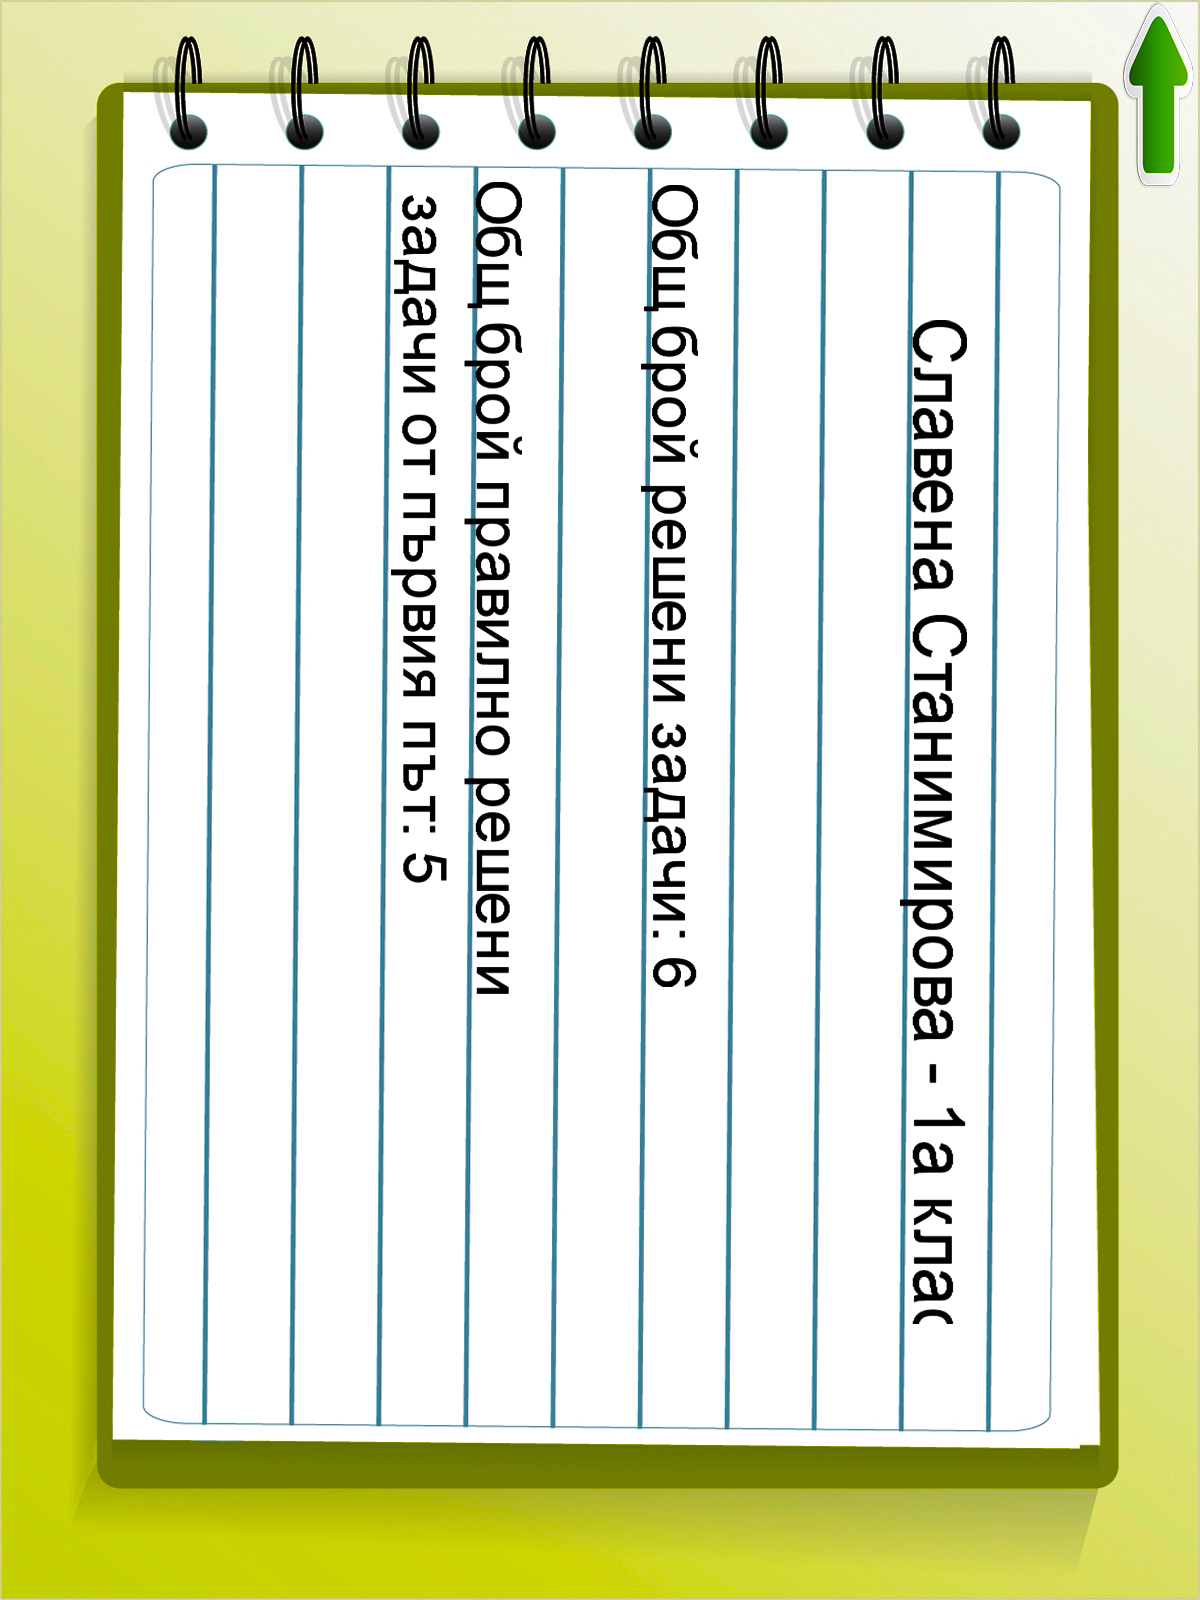 Славена Станимирова - 1а клас
Общ брой решени задачи: 6
Общ брой правилно решени
задачи от първия път: 5